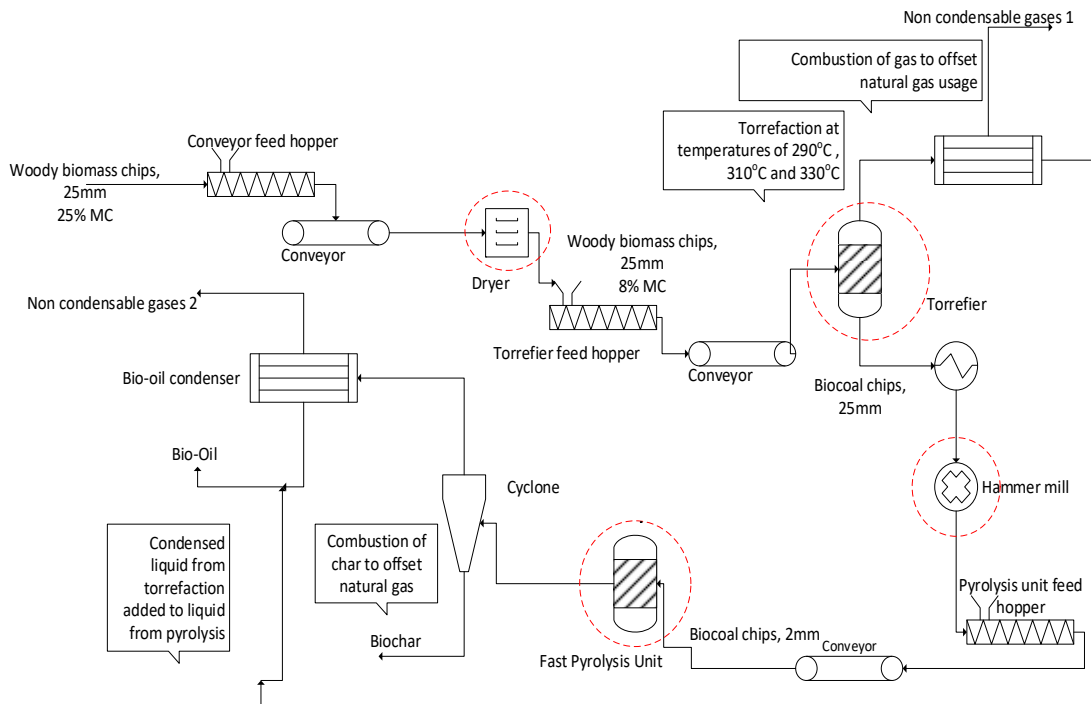 Non condensable gases 1
Combustion of gas to offset
natural gas usage
Conveyor feed hopper
Woody biomass chips,
25mm
25% MC
Torrefaction at
temperatures of 290°C ,
310°C and 330°C
Conveyor
Dryer
Woody biomass chips,
25mm
8% MC
Torrefier
Non condensable gases 2
Torrefier feed hopper
Conveyor
Bio-oil condenser
Biocoal chips,
25mm
Bio-Oil
Cyclone
Hammer mill
Condensed
liquid from
torrefaction
added to liquid
from pyrolysis
Combustion of
char to offset
natural gas
Pyrolysis unit feed
hopper
Biochar
Fast Pyrolysis Unit
Biocoal chips, 2mm
Conveyor